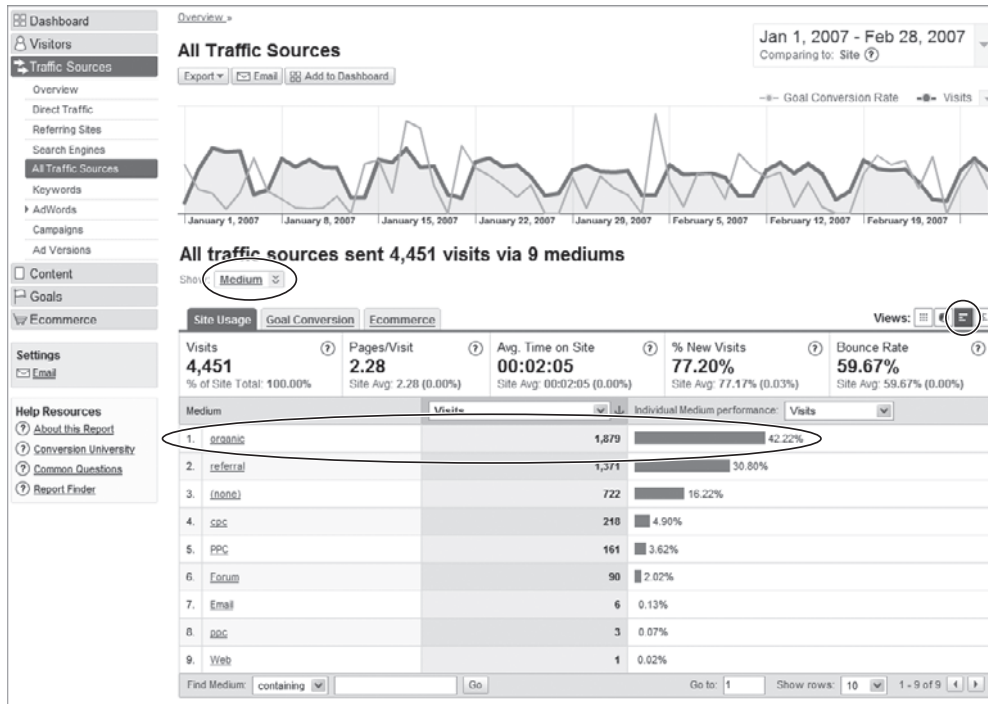 Dashboard
Visitors
Traffic Sources
Overview
Direct Traffic
Referring Sites
Search Engines
All Traffic Sources
Keywords
AdWords
Campaigns
Ad Versions
Content
Goals
Ecommerce
Settings
Email
Help Resources
About this Report
Conversion University
Common Questions
Report Finder
Overview »
All Traffic Sources
Export Email Add to Dashboard
Jan 1, 2007 - Feb 28, 2007
Comparing to: Site
Goal Conversion Rate Visits
January 1, 2007 January 8, 2007 January 15, 2007 January 22, 2007 January 29, 2007 February 5, 2007 February 12, 2007 February 19, 2007
All traffic sources sent 4,451 visits via 9 mediums
Show: Medium
Site Usage Goal Conversion Ecommerce Views:
Visits Pages/Visit Avg. Time on Site % New Visits Bounce Rate
4,451 2.28 00:02:05 77.20% 59.67%
% of Site Total: 100.00% Site Avg: 2.28 (0.00%) Site Avg: 00:02:05 (0.00%) Site Avg: 77.17% (0.03%) Site Avg: 59.67% (0.00%)
Medium Visits Individual Medium performance: Visits
1. organic 1,879 42.22%
2. referral 1,371 30.80%
3. (none) 722 16.22%
4. cpc 218 4.90%
5. PPC 161 3.62%
6. Forum 90 2.02%
7. Email 6 0.13%
8. ppc 3 0.07%
9. Web 1 0.02%
Find Medium: containing Go Go to: 1 Show rows: 10 1 - 9 of 9